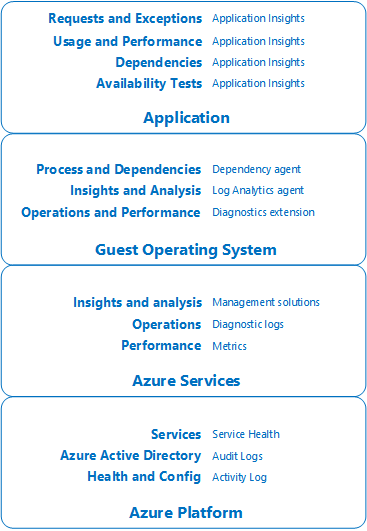 Requests and Exceptions Application Insights
Usage and Performance Application Insights
Dependencies Application Insights
Availability Tests Application Insights
Application
Process and Dependencies Dependency agent
Insights and Analysis Log Analytics agent
Operations and Performance Diagnostics extension
Guest Operating System
Insights and analysis Management solutions
Operations Diagnostic logs
Performance Metrics
Azure Services
Services Service Health
Azure Active Directory Audit Logs
Health and Config Activity Log
Azure Platform